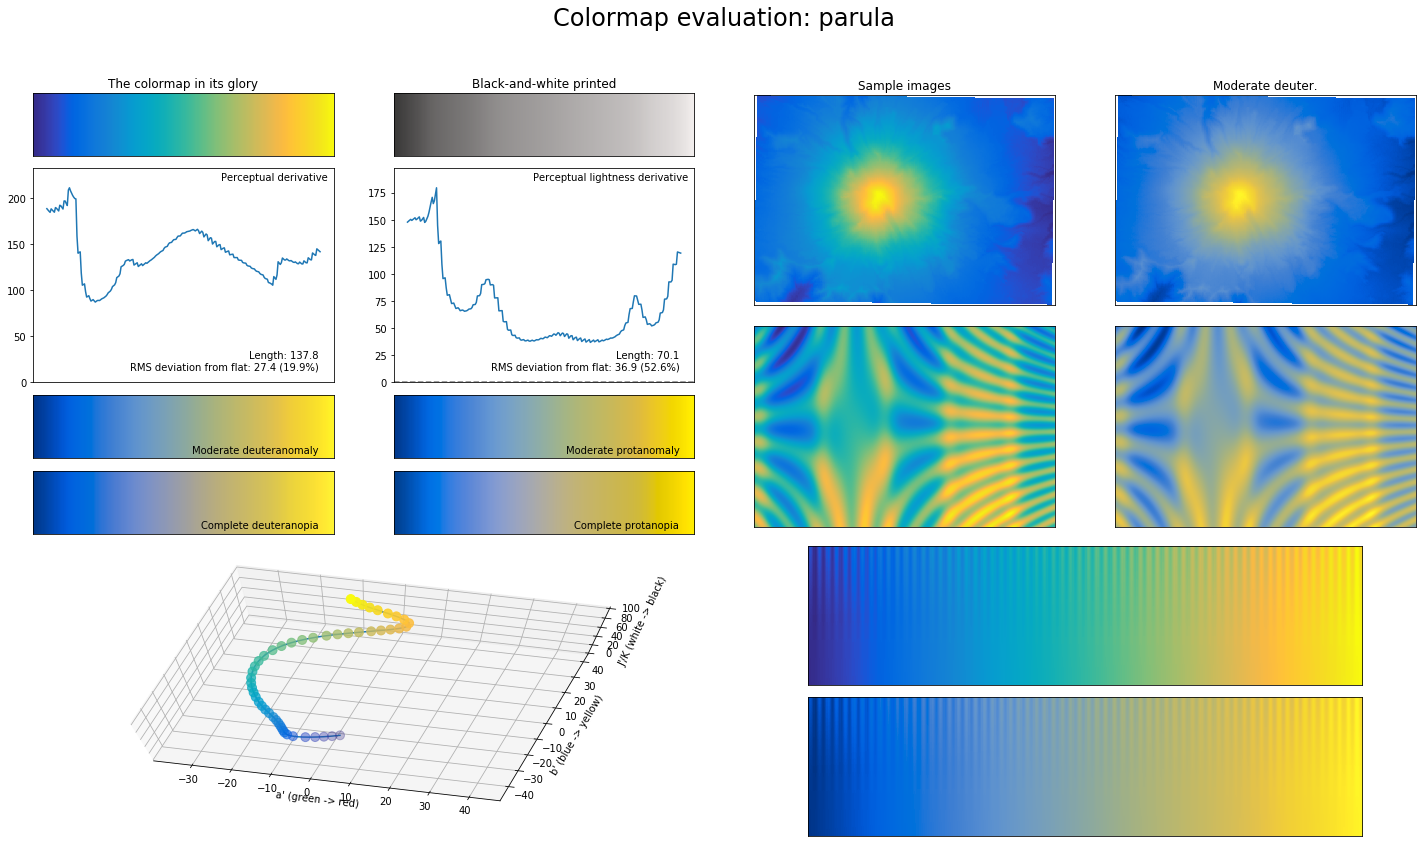 Colormap evaluation: parula
The colormap in its glory
Black-and-white printed
Sample images
Moderate deuter.
Perceptual derivative
200
150
100
50
0
Length: 137.8
RMS deviation from flat: 27.4 (19.9%)
Perceptual lightness derivative
175
150
125
100
75
50
25
0
Length: 70.1
RMS deviation from flat: 36.9 (52.6%)
Moderate deuteranomaly
Moderate protanomaly
Complete deuteranopia
Complete protanopia
100
80
60
40
20
0
J'/K (white -> black)
40
30
20
10
0
−10
−20
−30
−40
b' (blue -> yellow)
−30
−20
−10
0
10
20
30
40
a' (green -> red)